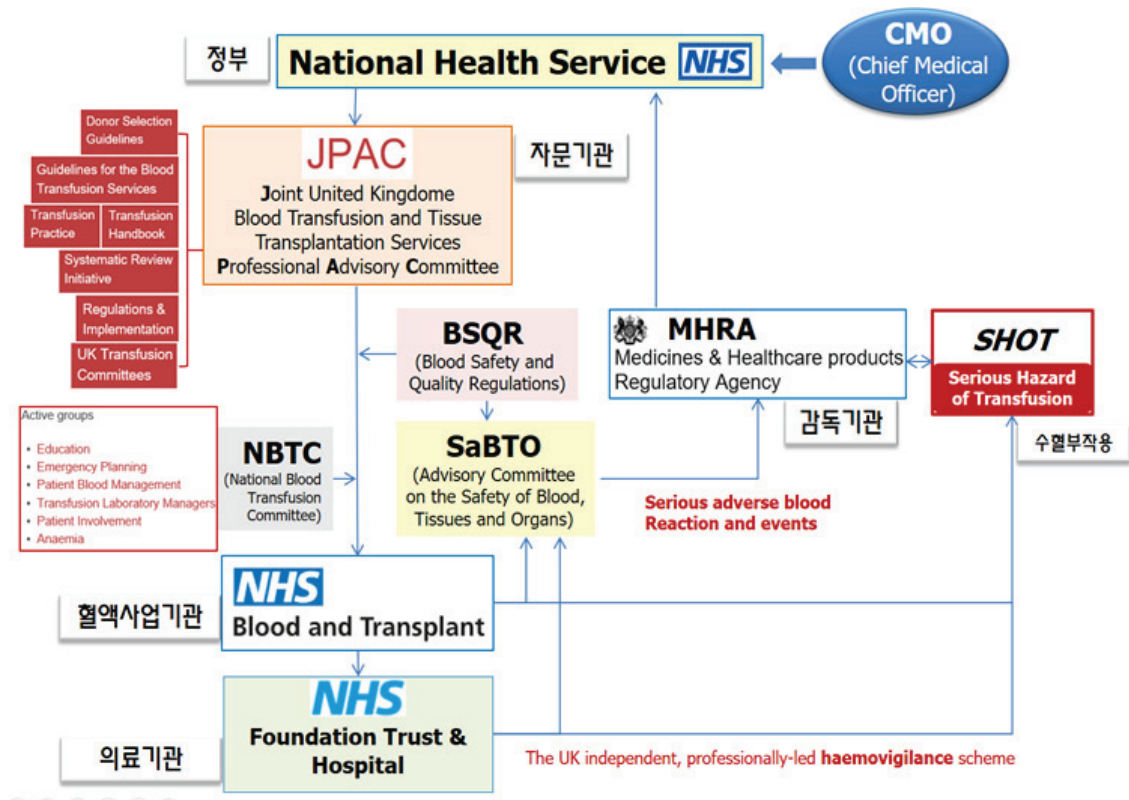 정부
National Health Service NHS
CMO
(Chief Medical
Officer)
Donor Selection
Guidelines
Guidelines for the Blood
Transfusion Services
Transfusion
Practice
Transfusion
Handbook
Systematic Review
Initiative
Regulations &
Implementation
UK Transfusion
Committees
JPAC
Joint United Kingdome
Blood Transfusion and Tissue
Transplantation Services
Professional Advisory Committee
자문기관
BSQR
(Blood Safety and
Quality Regulations)
MHRA
Medicines & Healthcare products
Regulatory Agency
감독기관
SHOT
Serious Hazard
of Transfusion
수혈부작용
Active groups
• Education
• Emergency Planning
• Patient Blood Management
• Transfusion Laboratory Managers
• Patient Involvement
• Anaemia
NBTC
(National Blood
Transfusion
Committee)
SaBTO
(Advisory Committee
on the Safety of Blood,
Tissues and Organs)
Serious adverse blood
Reaction and events
혈액사업기관
NHS
Blood and Transplant
의료기관
NHS
Foundation Trust &
Hospital
The UK independent, professionally-led haemovigilance scheme